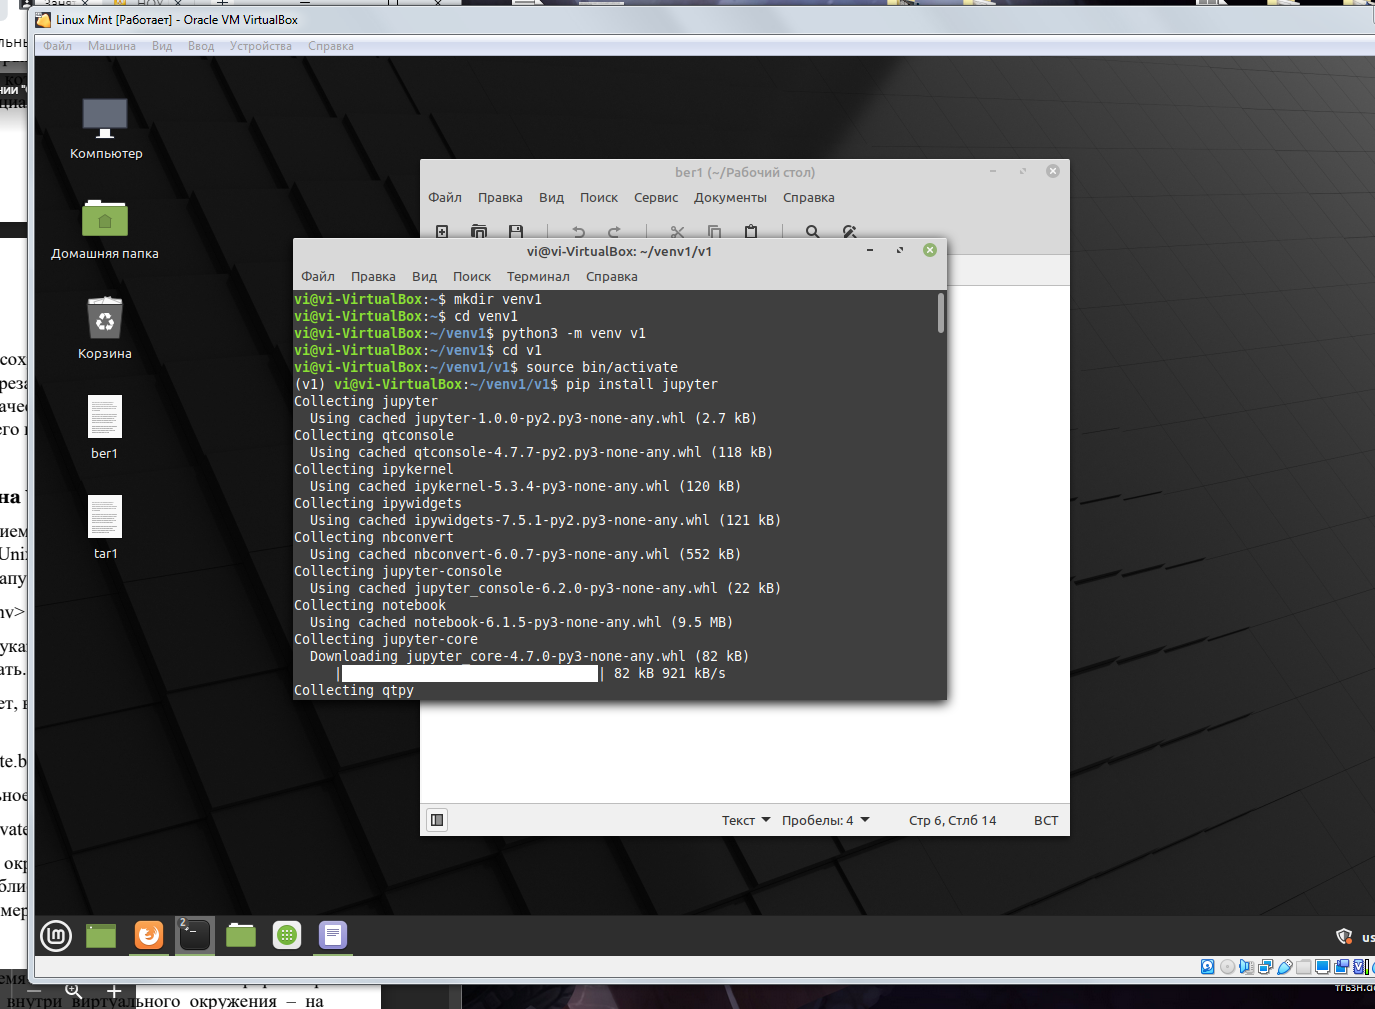 Linux Mint [Работает] - Oracle VM VirtualBox
Файл Машина Вид Ввод Устройства Справка
Компьютер
Домашняя папка
Корзина
ber1
tar1
ber1 (~/Рабочий стол)
Файл Правка Вид Поиск Сервис Документы Справка
vi@vi-VirtualBox: ~/venv1/v1
Файл Правка Вид Поиск Терминал Справка
vi@vi-VirtualBox:~$ mkdir venv1
vi@vi-VirtualBox:~$ cd venv1
vi@vi-VirtualBox:~/venv1$ python3 -m venv v1
vi@vi-VirtualBox:~/venv1$ cd v1
vi@vi-VirtualBox:~/venv1/v1$ source bin/activate
(v1) vi@vi-VirtualBox:~/venv1/v1$ pip install jupyter
Collecting jupyter
Using cached jupyter-1.0.0-py2.py3-none-any.whl (2.7 kB)
Collecting qtconsole
Using cached qtconsole-4.7.7-py2.py3-none-any.whl (118 kB)
Collecting ipykernel
Using cached ipykernel-5.3.4-py3-none-any.whl (120 kB)
Collecting ipywidgets
Using cached ipywidgets-7.5.1-py2.py3-none-any.whl (121 kB)
Collecting nbconvert
Using cached nbconvert-6.0.7-py3-none-any.whl (552 kB)
Collecting jupyter-console
Using cached jupyter_console-6.2.0-py3-none-any.whl (22 kB)
Collecting notebook
Using cached notebook-6.1.5-py3-none-any.whl (9.5 MB)
Collecting jupyter-core
Downloading jupyter_core-4.7.0-py3-none-any.whl (82 kB)
| | 82 kB 921 kB/s
Collecting qtpy
Текст Пробелы: 4 Стр 6, Стлб 14 ВСТ
2
us
внутри виртуального окружения – на